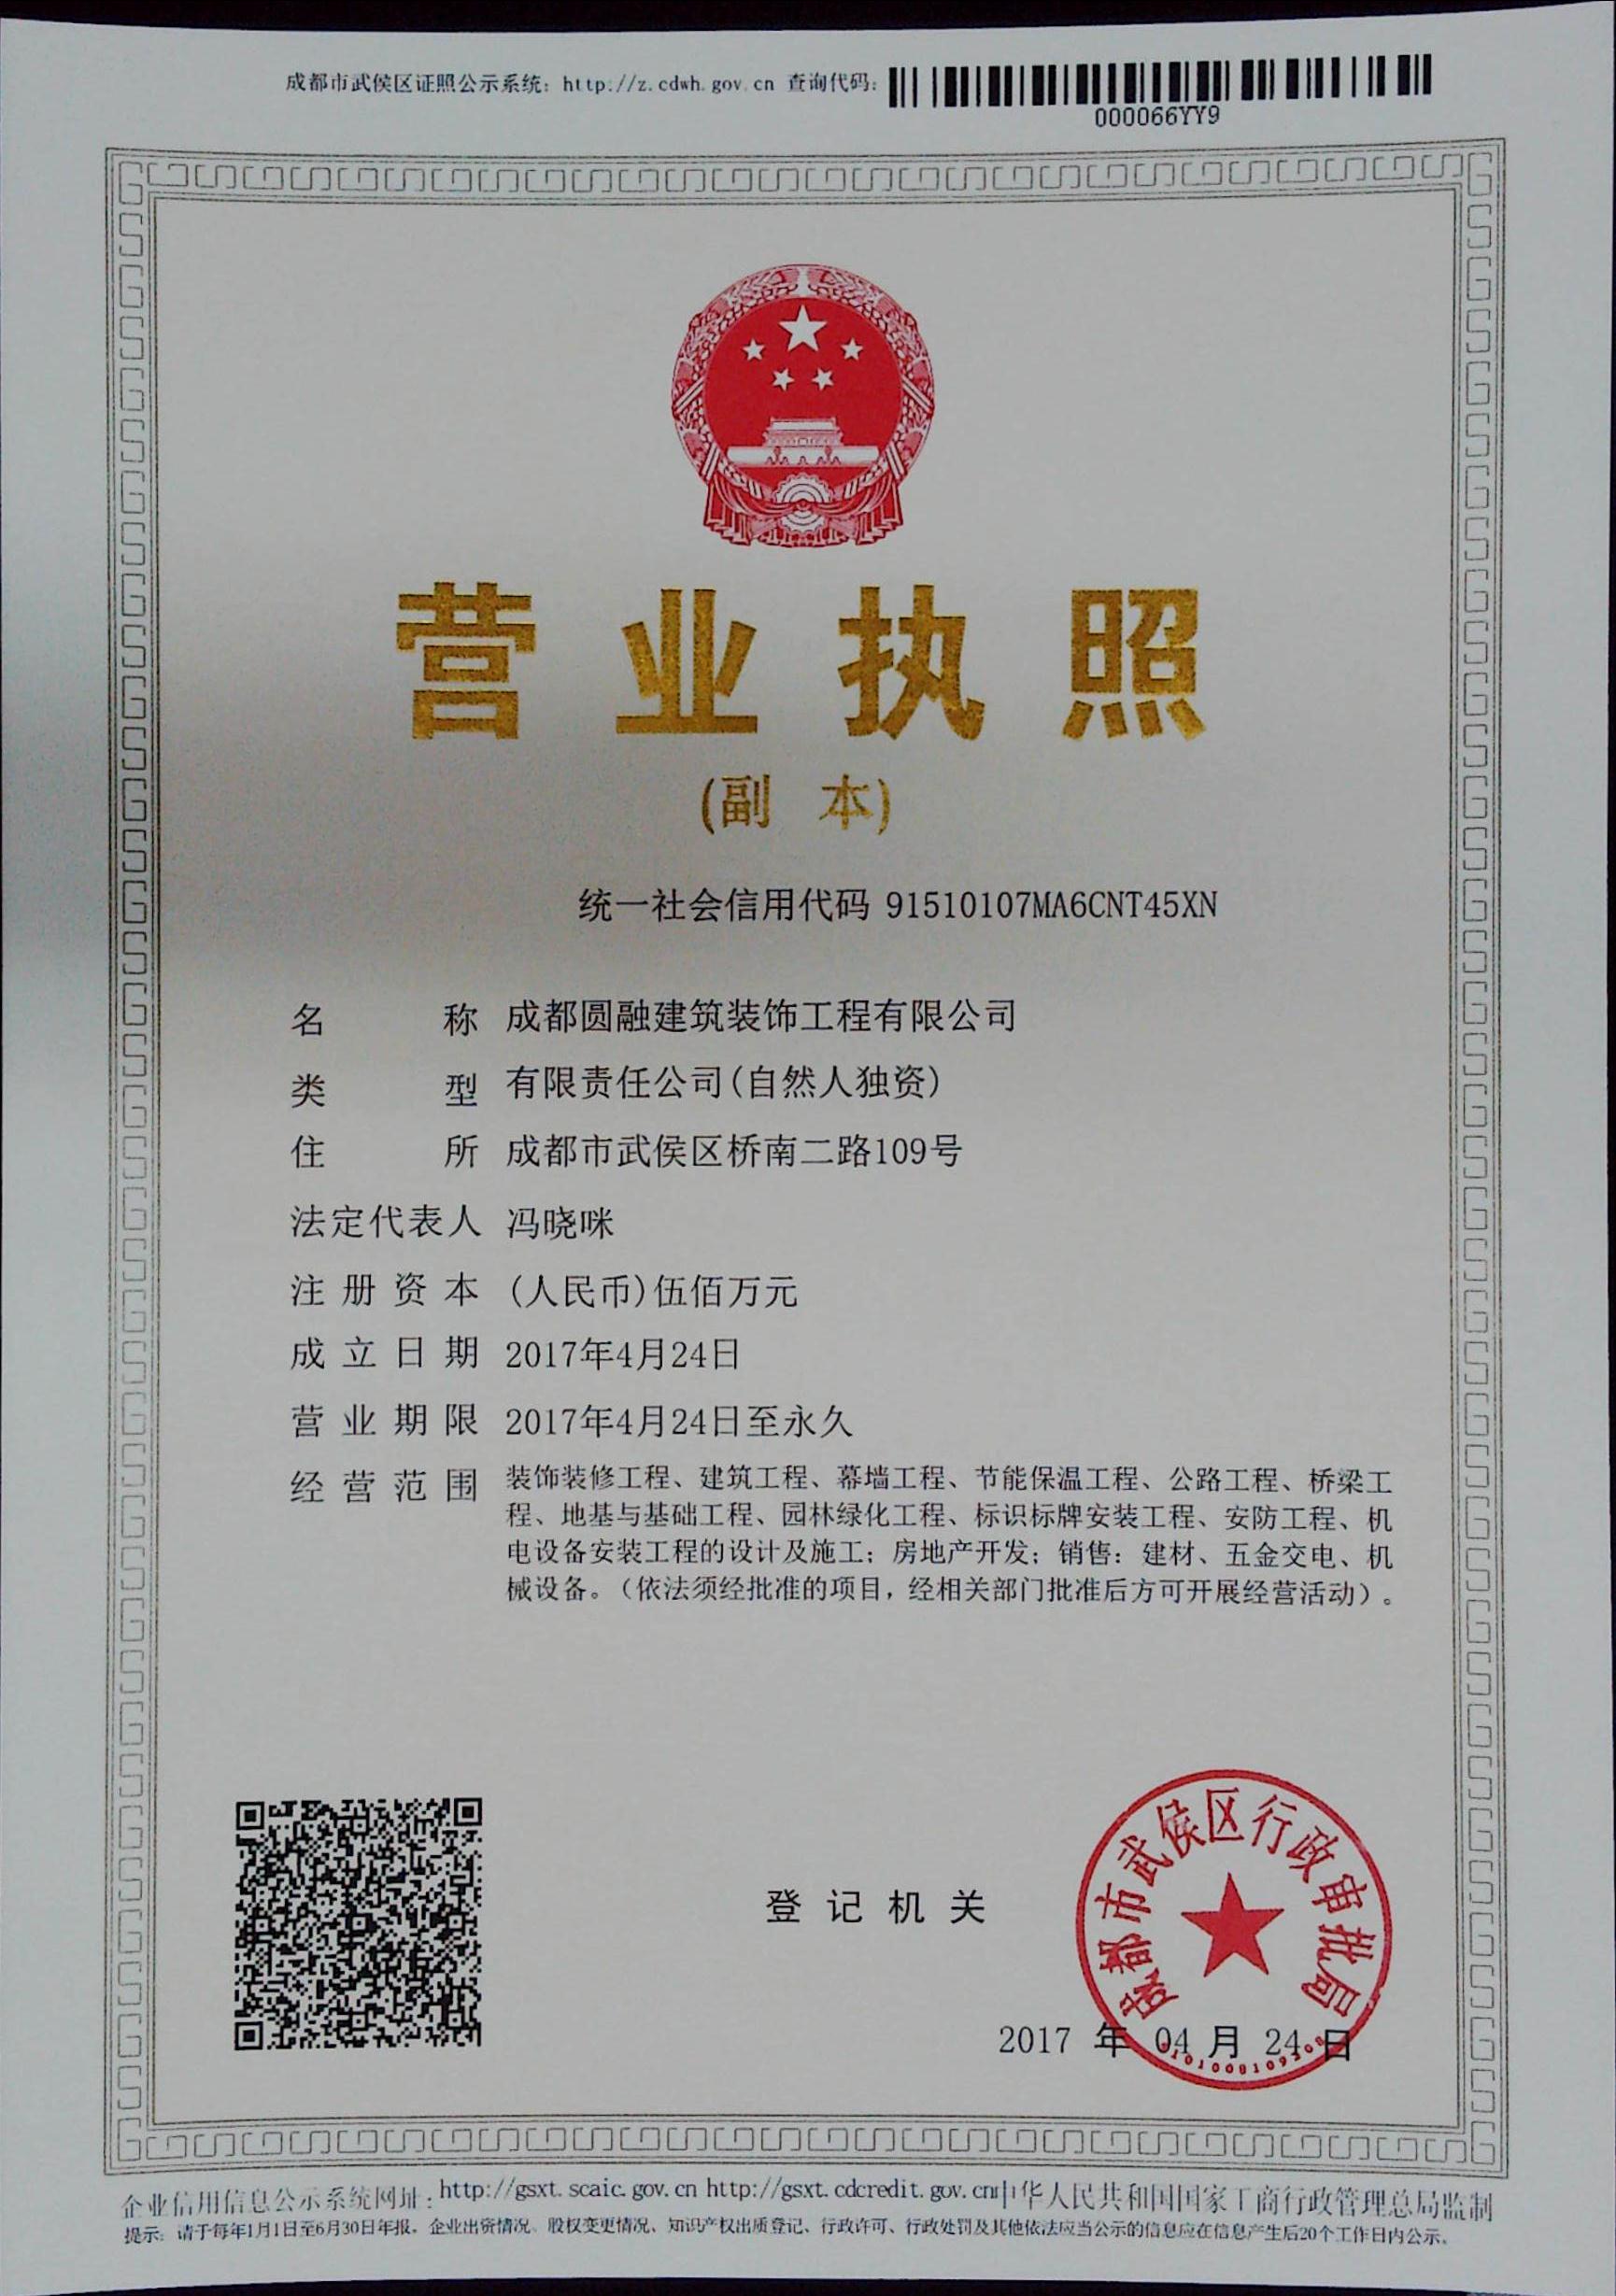 成都市武侯区证照公示系统：http://z.cdwh.gov.cn 查询代码：
000066YY9
营业执照
(副 本)
统一社会信用代码 91510107MA6CNT45XN
名 称 成都圆融建筑装饰工程有限公司
类 型 有限责任公司(自然人独资)
住 所 成都市武侯区桥南二路109号
法定代表人 冯晓咪
注册资本 (人民币)伍佰万元
成立日期 2017年4月24日
营业期限 2017年4月24日至永久
经营范围 装饰装修工程、建筑工程、幕墙工程、节能保温工程、公路工程、桥梁工
程、地基与基础工程、园林绿化工程、标识标牌安装工程、安防工程、机
电设备安装工程的设计及施工；房地产开发；销售：建材、五金交电、机
械设备。（依法须经批准的项目，经相关部门批准后方可开展经营活动）。
登记机关
成都市武侯区行政审批局
2017 年 04 月 24 日
企业信用信息公示系统网址：http://gsxt.scaic.gov.cn http://gsxt.cdcredit.gov.cn 中华人民共和国国家工商行政管理总局监制
提示：请于每年1月1日至6月30日年报。企业出资情况、股权变更情况、知识产权出质登记、行政许可、行政处罚及其他依法应当公示的信息应在信息产生后20个工作日内公示。